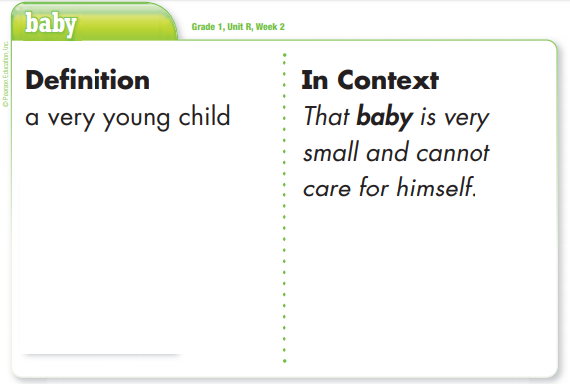 baby
Grade 1, Unit R, Week 2
© Pearson Education, Inc.
Definition
a very young child
In Context
That baby is very
small and cannot
care for himself.